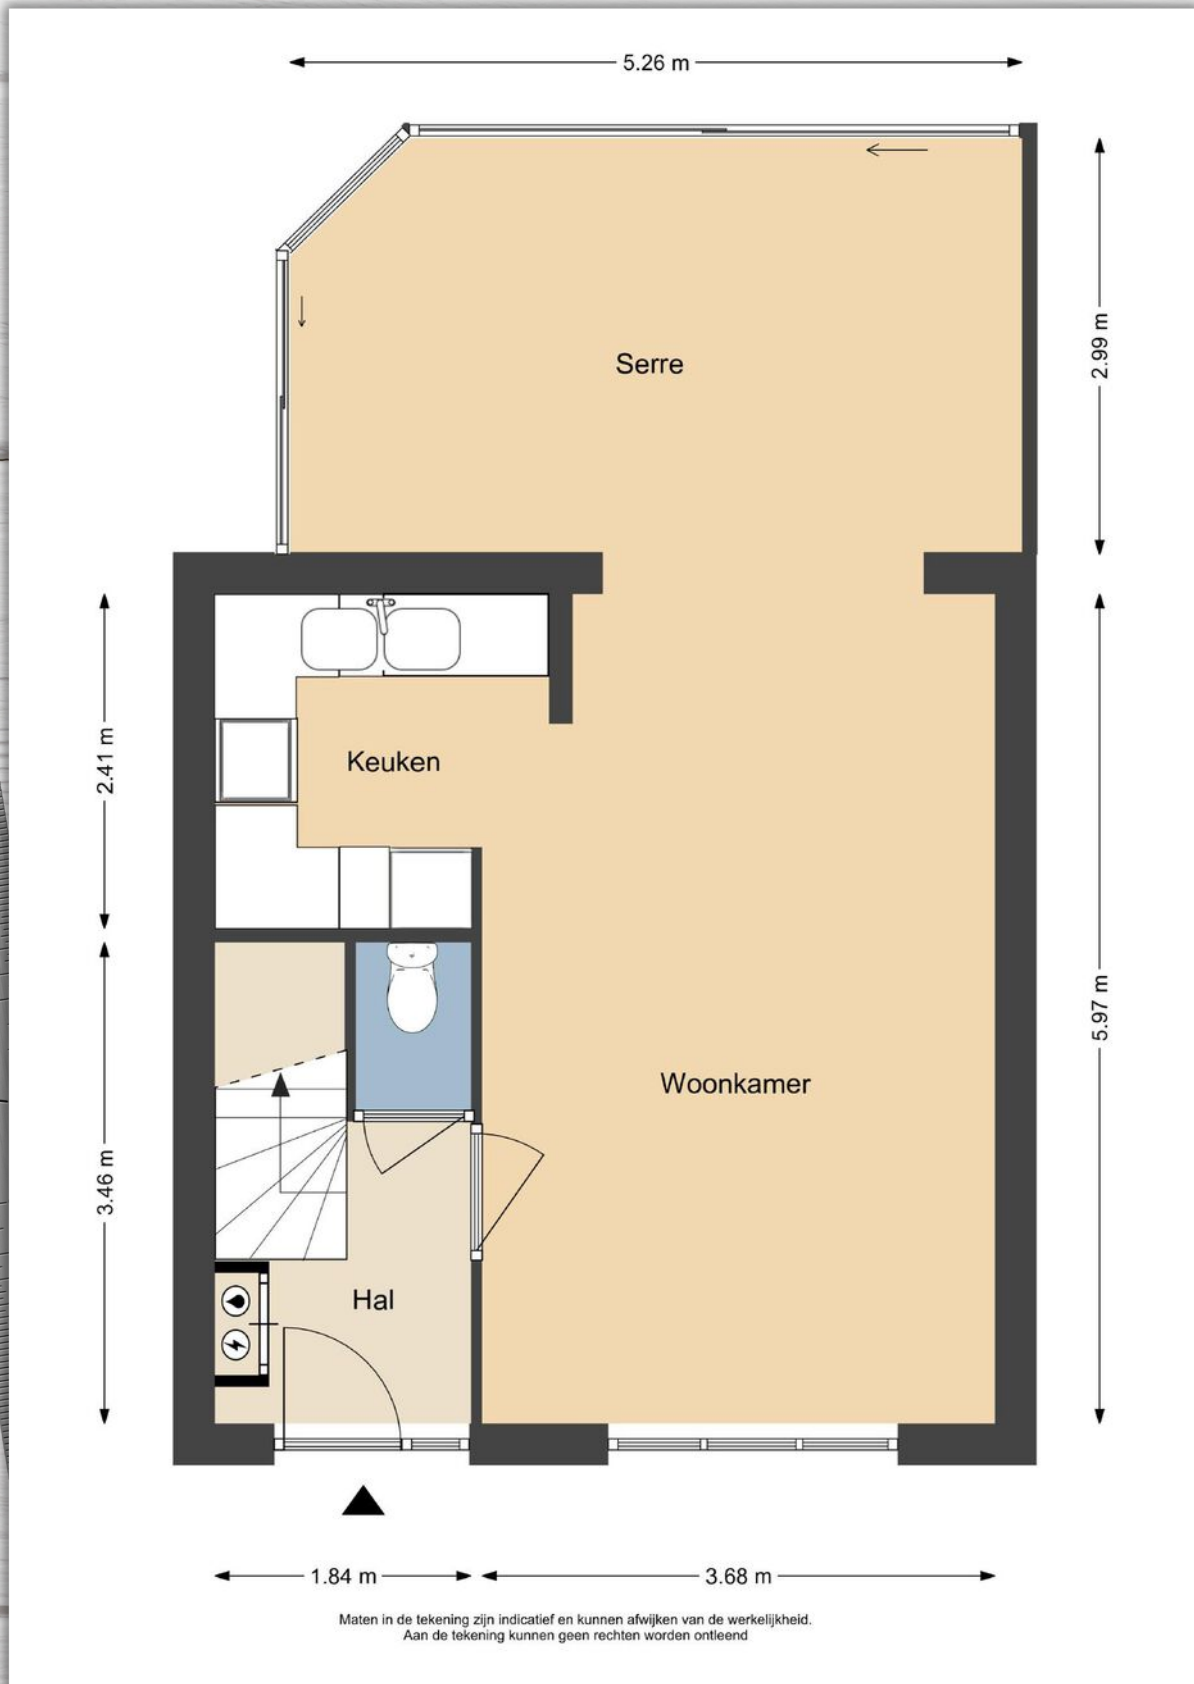 5.26 m
2.99 m
Serre
2.41 m
Keuken
5.97 m
Woonkamer
3.46 m
Hal
1.84 m
3.68 m
Maten in de tekening zijn indicatief en kunnen afwijken van de werkelijkheid.
Aan de tekening kunnen geen rechten worden ontleend